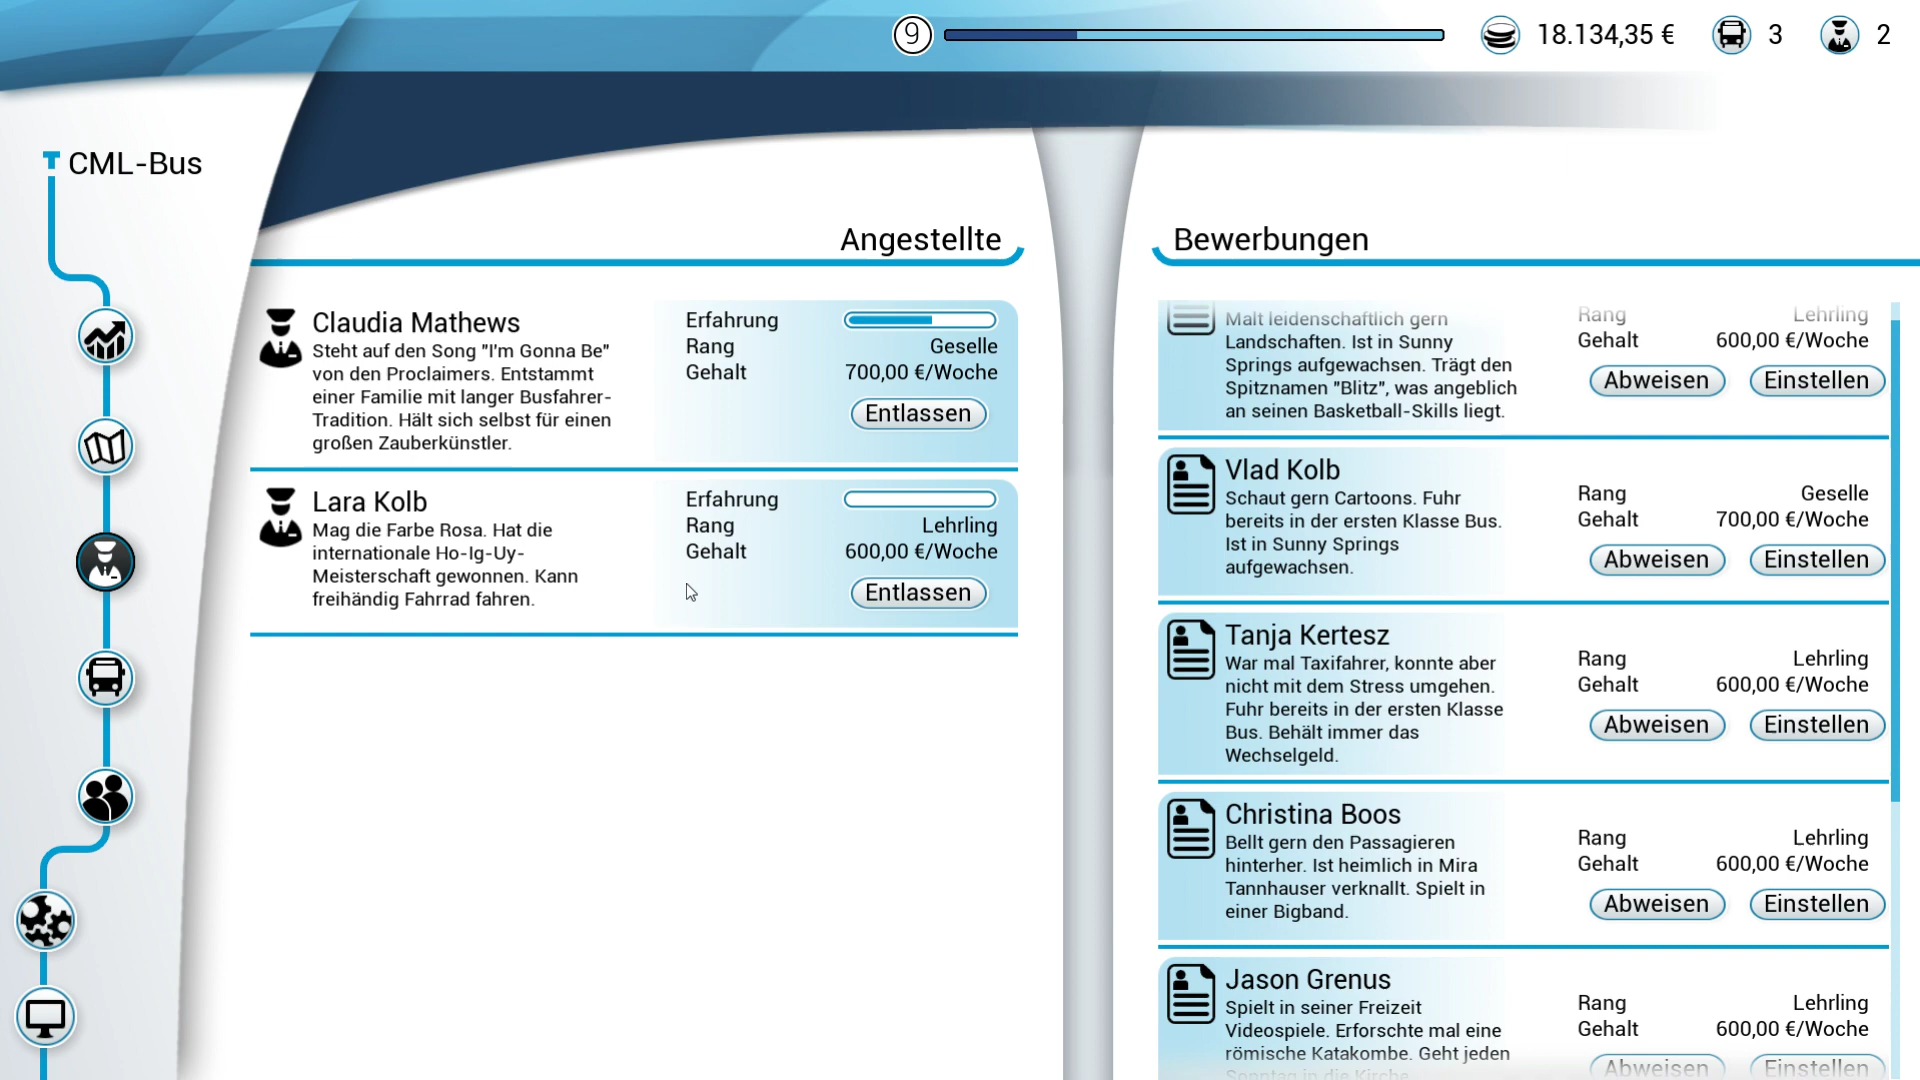 9
18.134,35 €
3
2
CML-Bus
Angestellte
Claudia Mathews
Steht auf den Song "I'm Gonna Be"
von den Proclaimers. Entstammt
einer Familie mit langer Busfahrer-
Tradition. Hält sich selbst für einen
großen Zauberkünstler.
Erfahrung
Rang Geselle
Gehalt 700,00 €/Woche
Entlassen
Lara Kolb
Mag die Farbe Rosa. Hat die
internationale Ho-Ig-Uy-
Meisterschaft gewonnen. Kann
freihändig Fahrrad fahren.
Erfahrung
Rang Lehrling
Gehalt 600,00 €/Woche
Entlassen
Bewerbungen
Malt leidenschaftlich gern
Landschaften. Ist in Sunny
Springs aufgewachsen. Trägt den
Spitznamen "Blitz", was angeblich
an seinen Basketball-Skills liegt.
Rang Lehrling
Gehalt 600,00 €/Woche
Abweisen Einstellen
Vlad Kolb
Schaut gern Cartoons. Fuhr
bereits in der ersten Klasse Bus.
Ist in Sunny Springs
aufgewachsen.
Rang Geselle
Gehalt 700,00 €/Woche
Abweisen Einstellen
Tanja Kertesz
War mal Taxifahrer, konnte aber
nicht mit dem Stress umgehen.
Fuhr bereits in der ersten Klasse
Bus. Behält immer das
Wechselgeld.
Rang Lehrling
Gehalt 600,00 €/Woche
Abweisen Einstellen
Christina Boos
Bellt gern den Passagieren
hinterher. Ist heimlich in Mira
Tannhauser verknallt. Spielt in
einer Bigband.
Rang Lehrling
Gehalt 600,00 €/Woche
Abweisen Einstellen
Jason Grenus
Spielt in seiner Freizeit
Videospiele. Erforschte mal eine
römische Katakombe. Geht jeden
Sonntag in die Kirche.
Rang Lehrling
Gehalt 600,00 €/Woche
Abweisen Einstellen